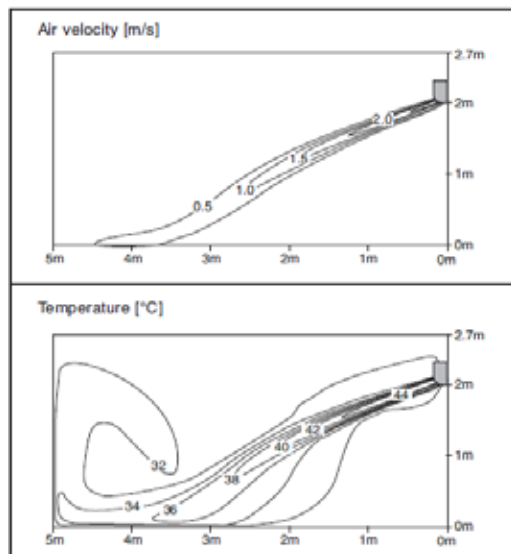 Air velocity [m/s]
2.7m
2.0
2m
1.5
1.0
1m
0.5
0m
5m 4m 3m 2m 1m 0m
Temperature [°C]
2.7m
2m
44
42
40
32
1m
38
34
36
0m
5m 4m 3m 2m 1m 0m